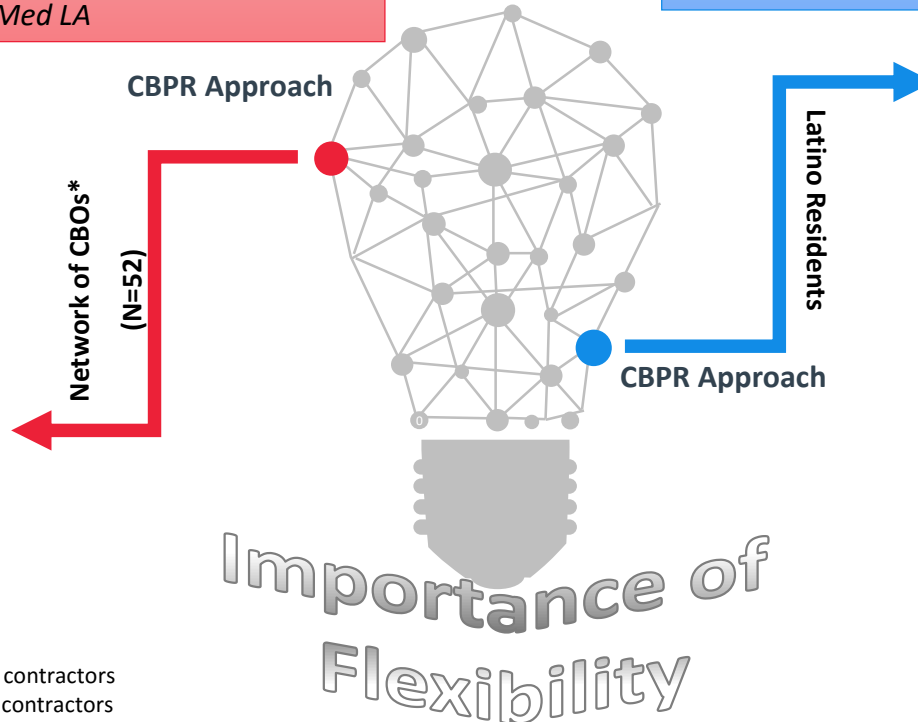 Med LA
CBPR Approach
Network of CBOs*
(N=52)
Latino Residents
CBPR Approach
0
Importance of
Flexibility
contractors
contractors